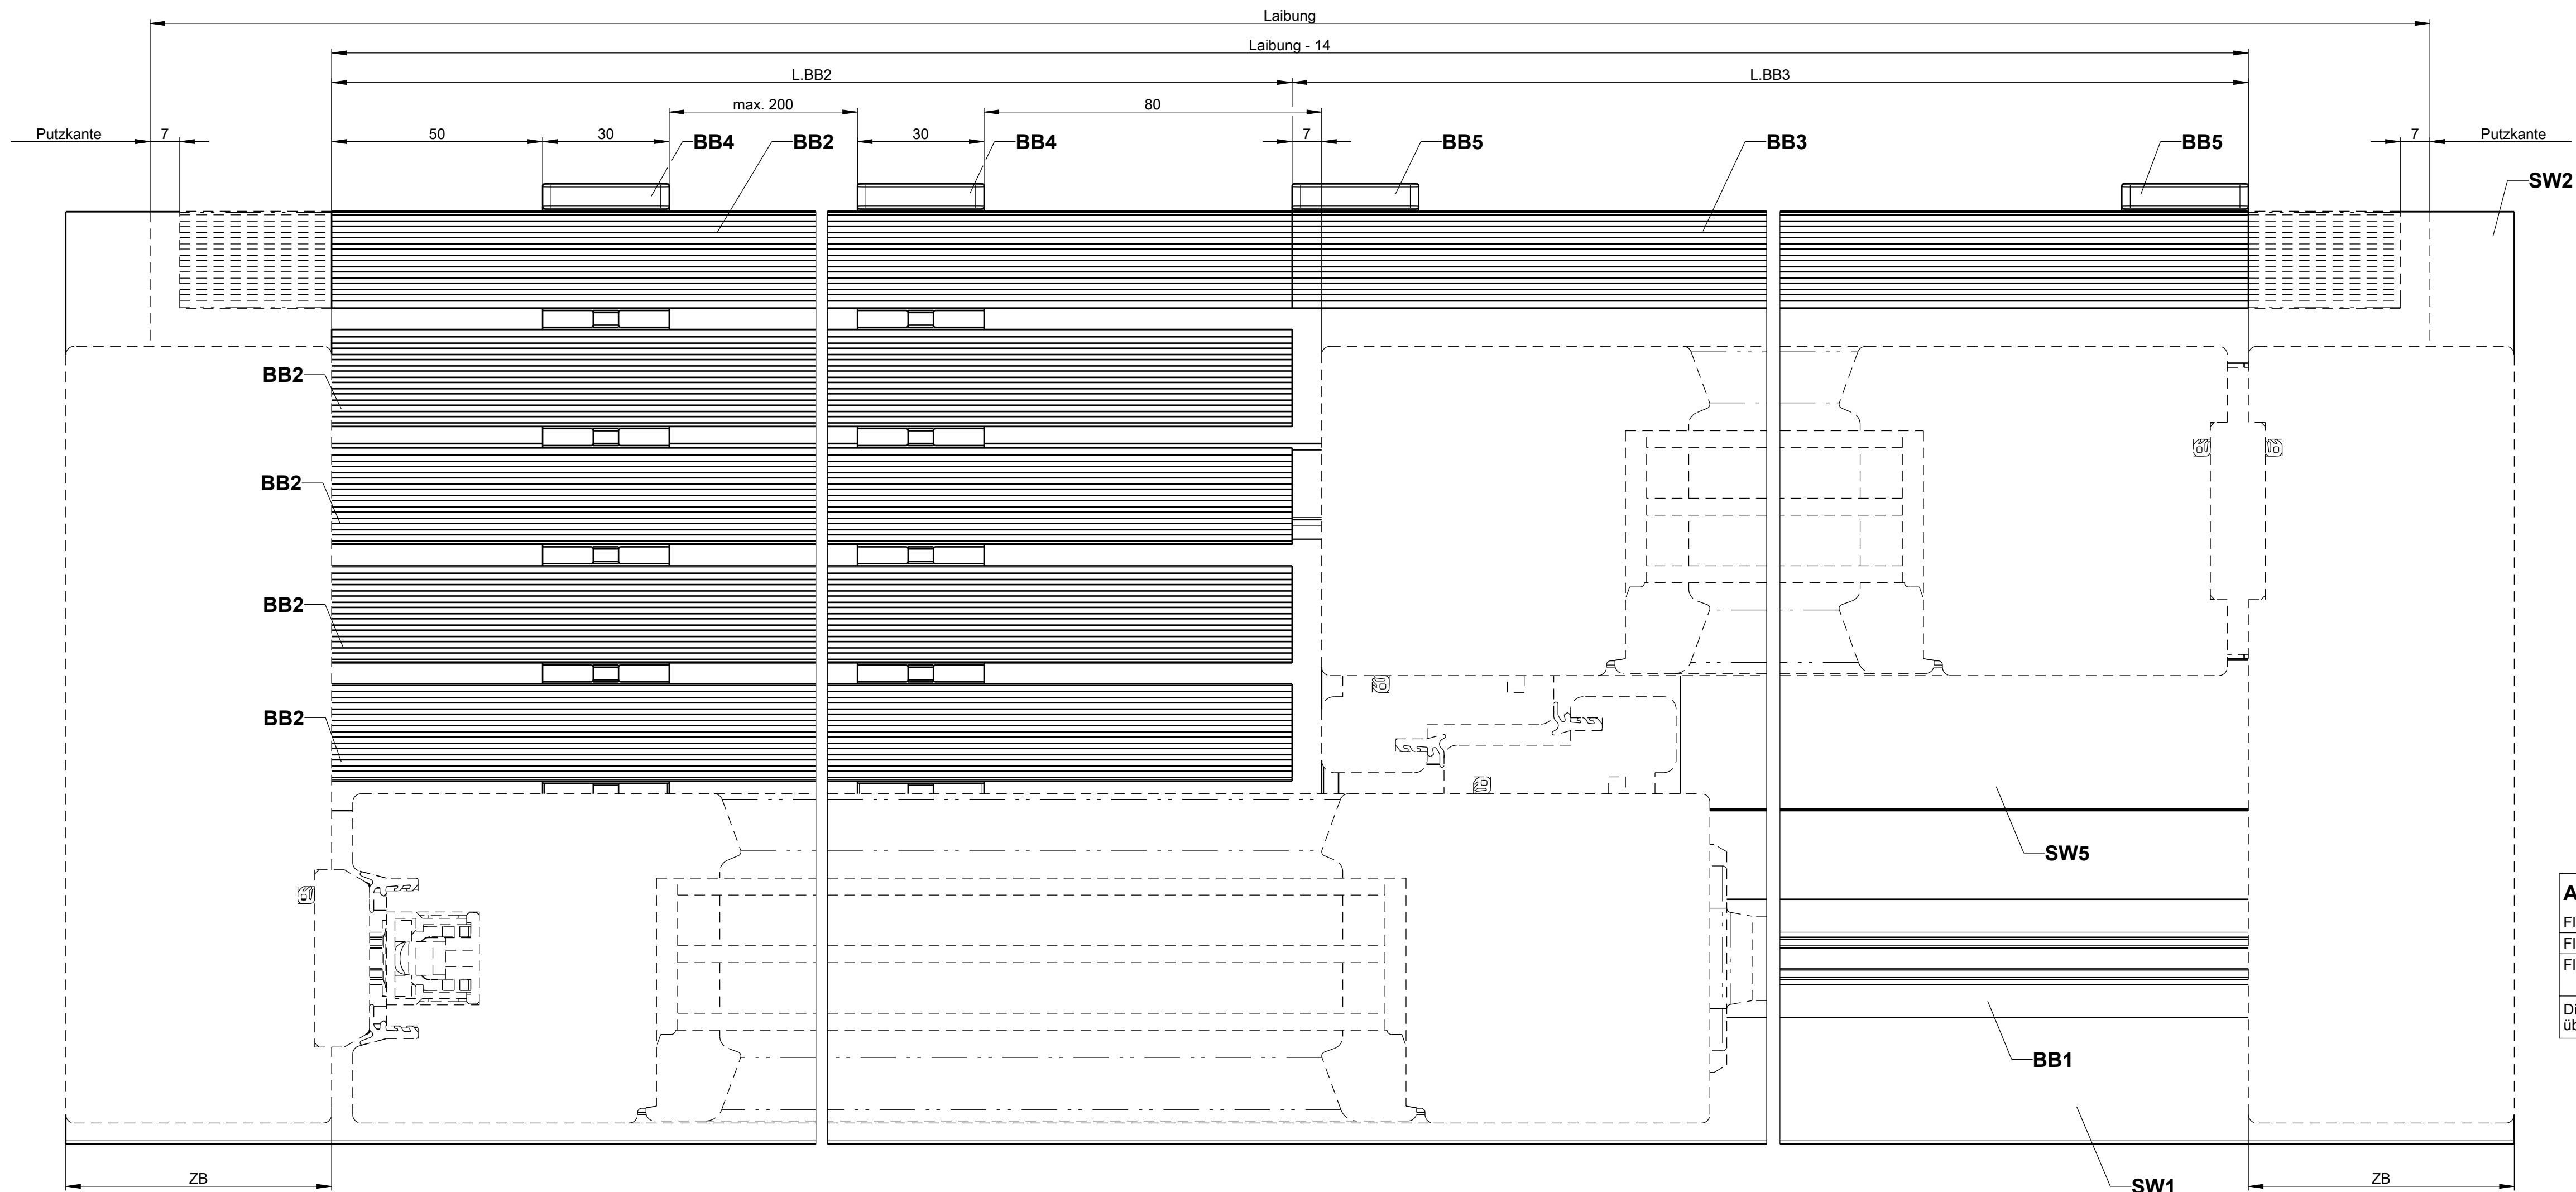 Laibung
Laibung - 14
L.BB2
L.BB3
max. 200
80
Putzkante
7
50
30
BB4
BB2
30
BB4
7
BB5
BB3
BB5
7
Putzkante
SW2
BB2
BB2
BB2
BB2
SW5
BB1
SW1
ZB
ZB